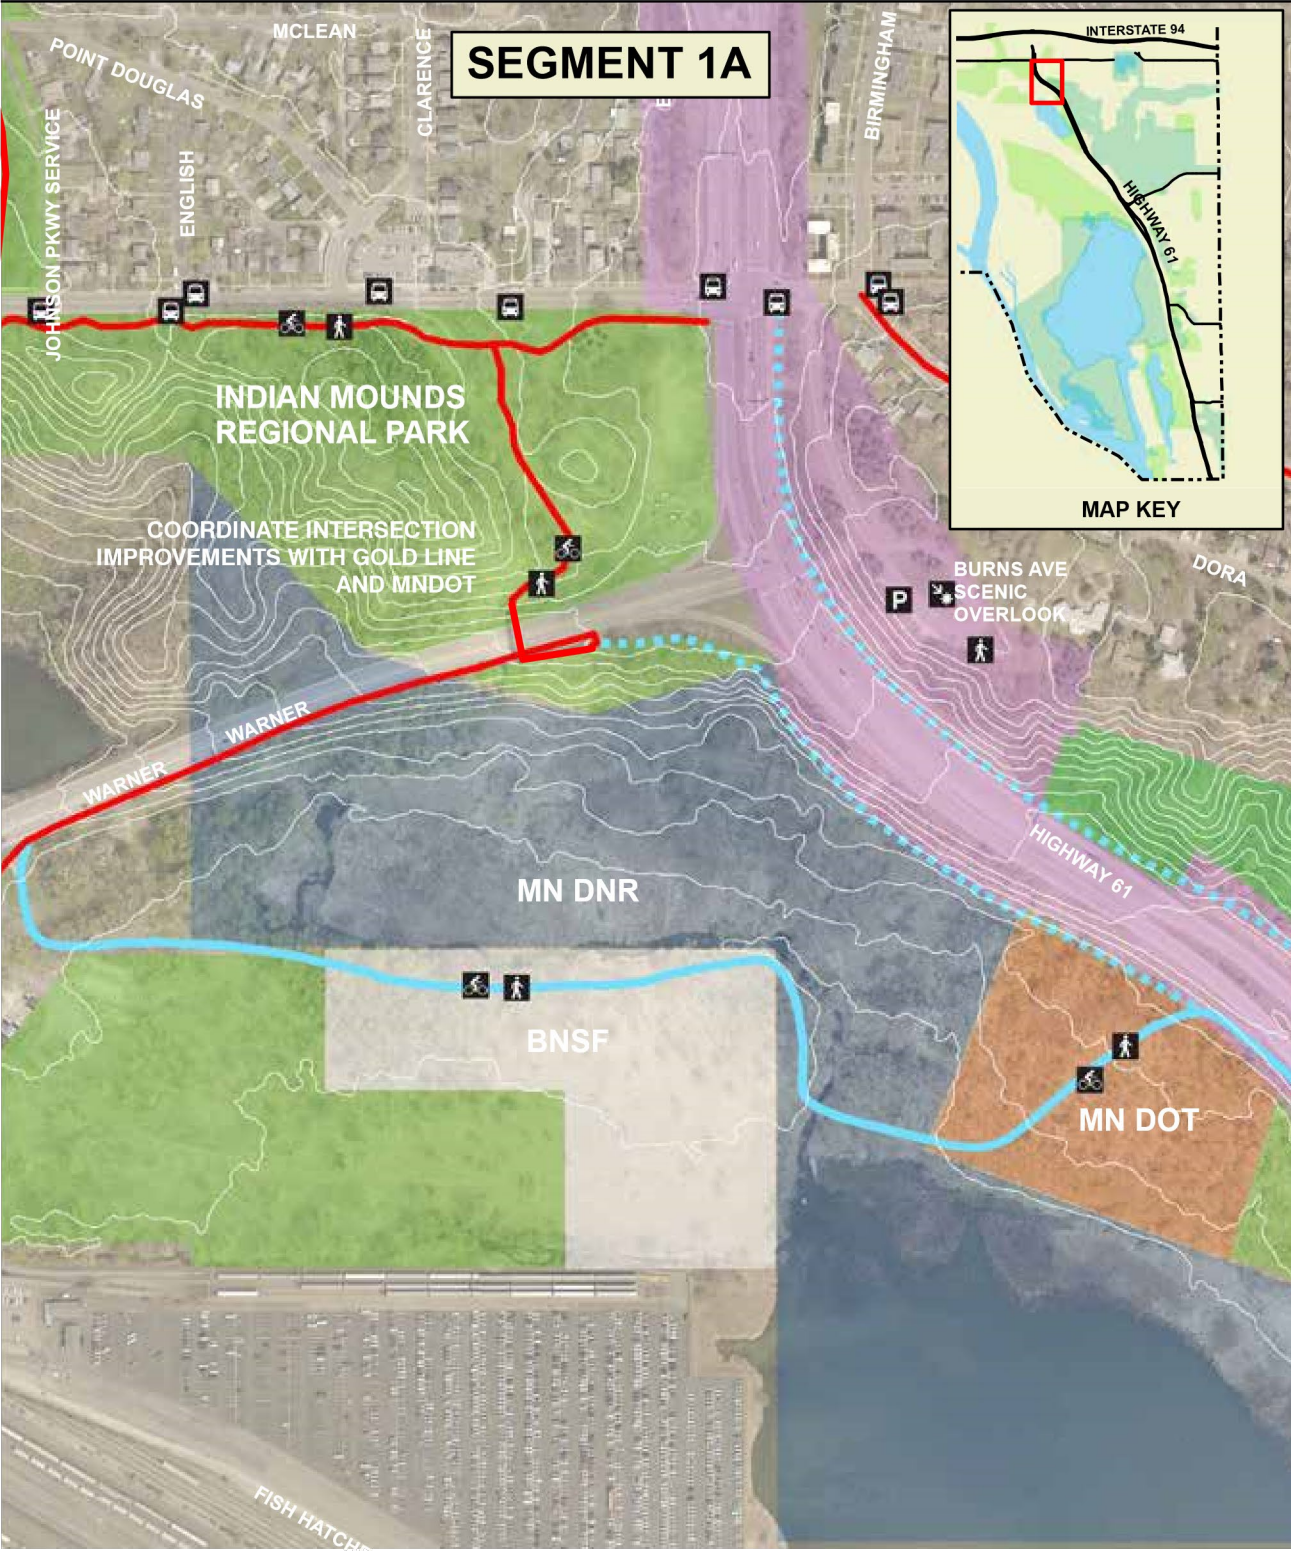 SEGMENT 1A
MCLEAN
POINT DOUGLAS
CLARENCE
BIRMINGHAM
JOHNSON PKWY SERVICE
ENGLISH
INTERSTATE 94
HIGHWAY 61
MAP KEY
INDIAN MOUNDS
REGIONAL PARK
COORDINATE INTERSECTION
IMPROVEMENTS WITH GOLD LINE
AND MNDOT
P
BURNS AVE
SCENIC
OVERLOOK
DORA
WARNER
WARNER
HIGHWAY 61
MN DNR
BNSF
MN DOT
FISH HATCHE